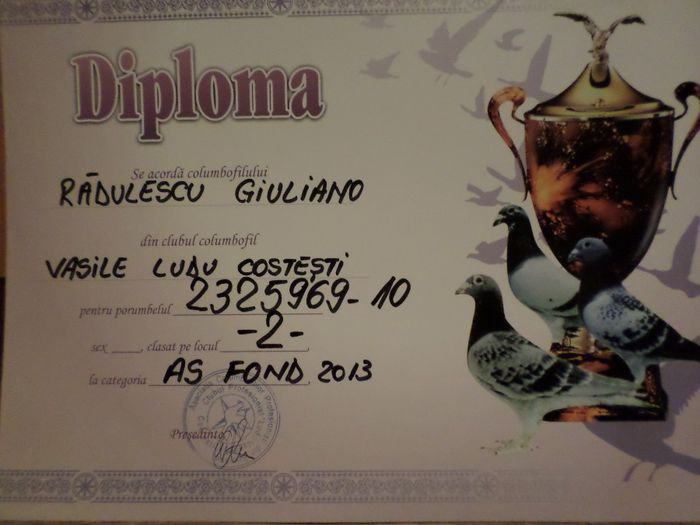 Diploma
Se acordă columbofilului
RĂDULESCU GIULIANO
din clubul columbofil
VASILE LUDU COSTEȘTI
pentru porumbelul 2325969-10
sex ____, clasat pe locul -2-,
la categoria AS FOND 2013
Președinte